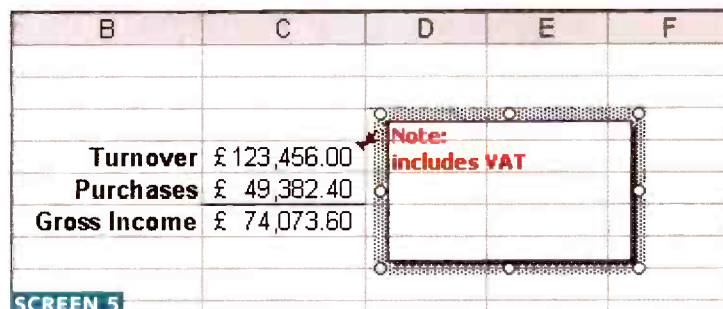 B C D E F
Note:
Turnover £123,456.00 includes VAT
Purchases £ 49,382.40
Gross Income £ 74,073.60
SCREEN 5